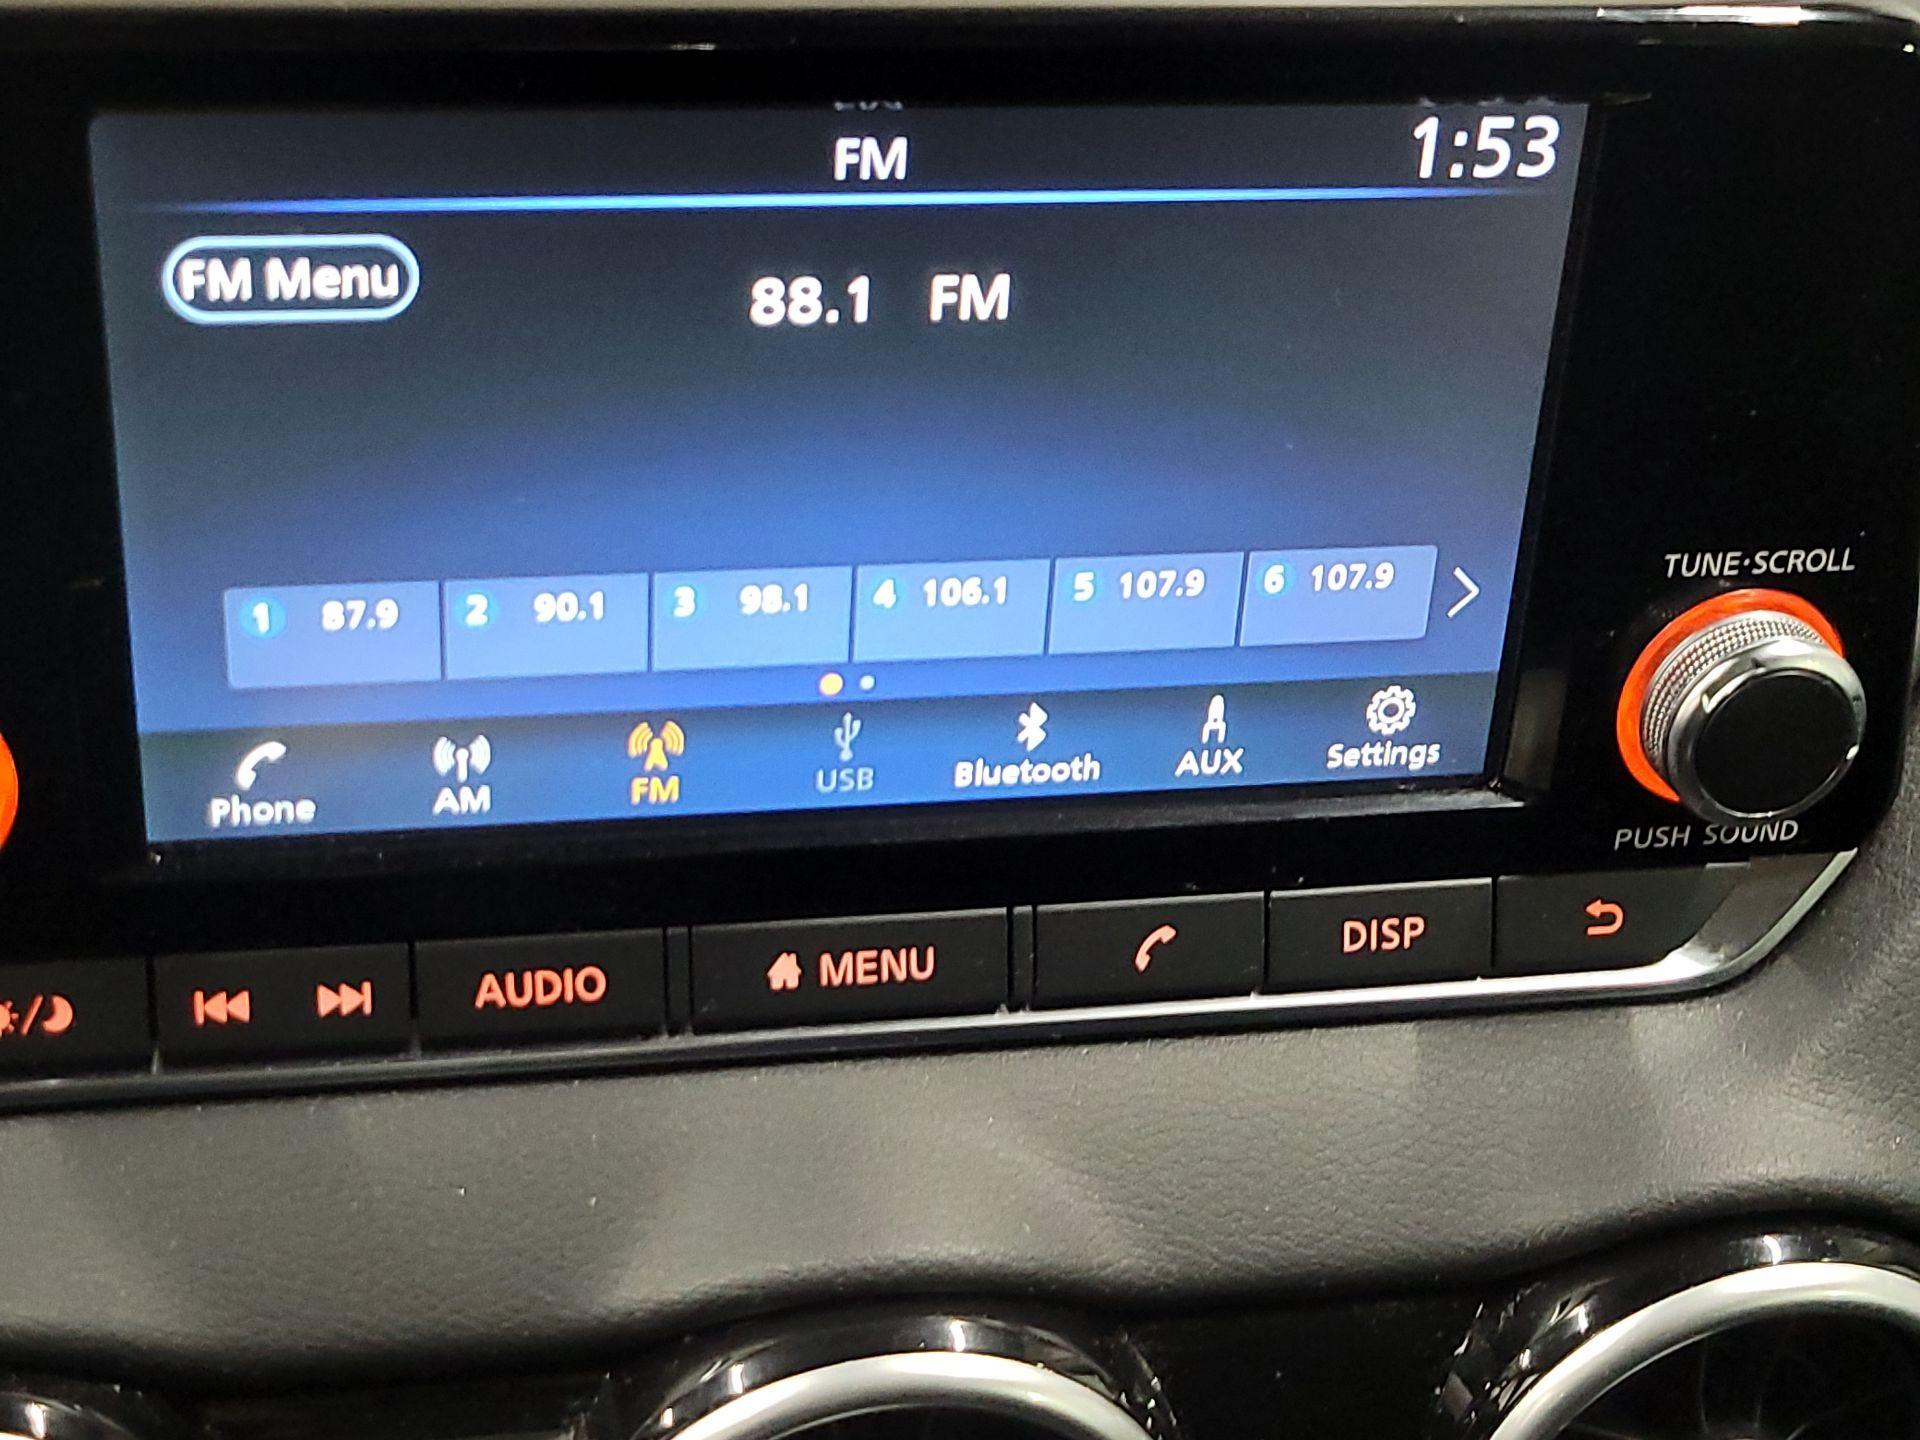 FM
1:53
FM Menu
88.1 FM
1 87.9
2 90.1
3 98.1
4 106.1
5 107.9
6 107.9
Phone
AM
FM
USB
Bluetooth
AUX
Settings
TUNE·SCROLL
PUSH SOUND
AUDIO
MENU
DISP